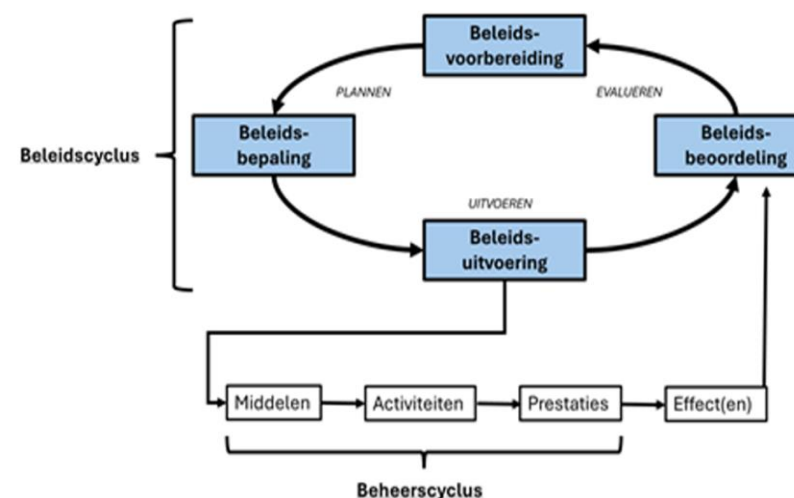 Beleids-
voorbereiding
PLANNEN
EVALUEREN
Beleids-
bepaling
Beleids-
beoordeling
Beleidscyclus
UITVOEREN
Beleids-
uitvoering
Middelen
Activiteiten
Prestaties
Effect(en)
Beheerscyclus